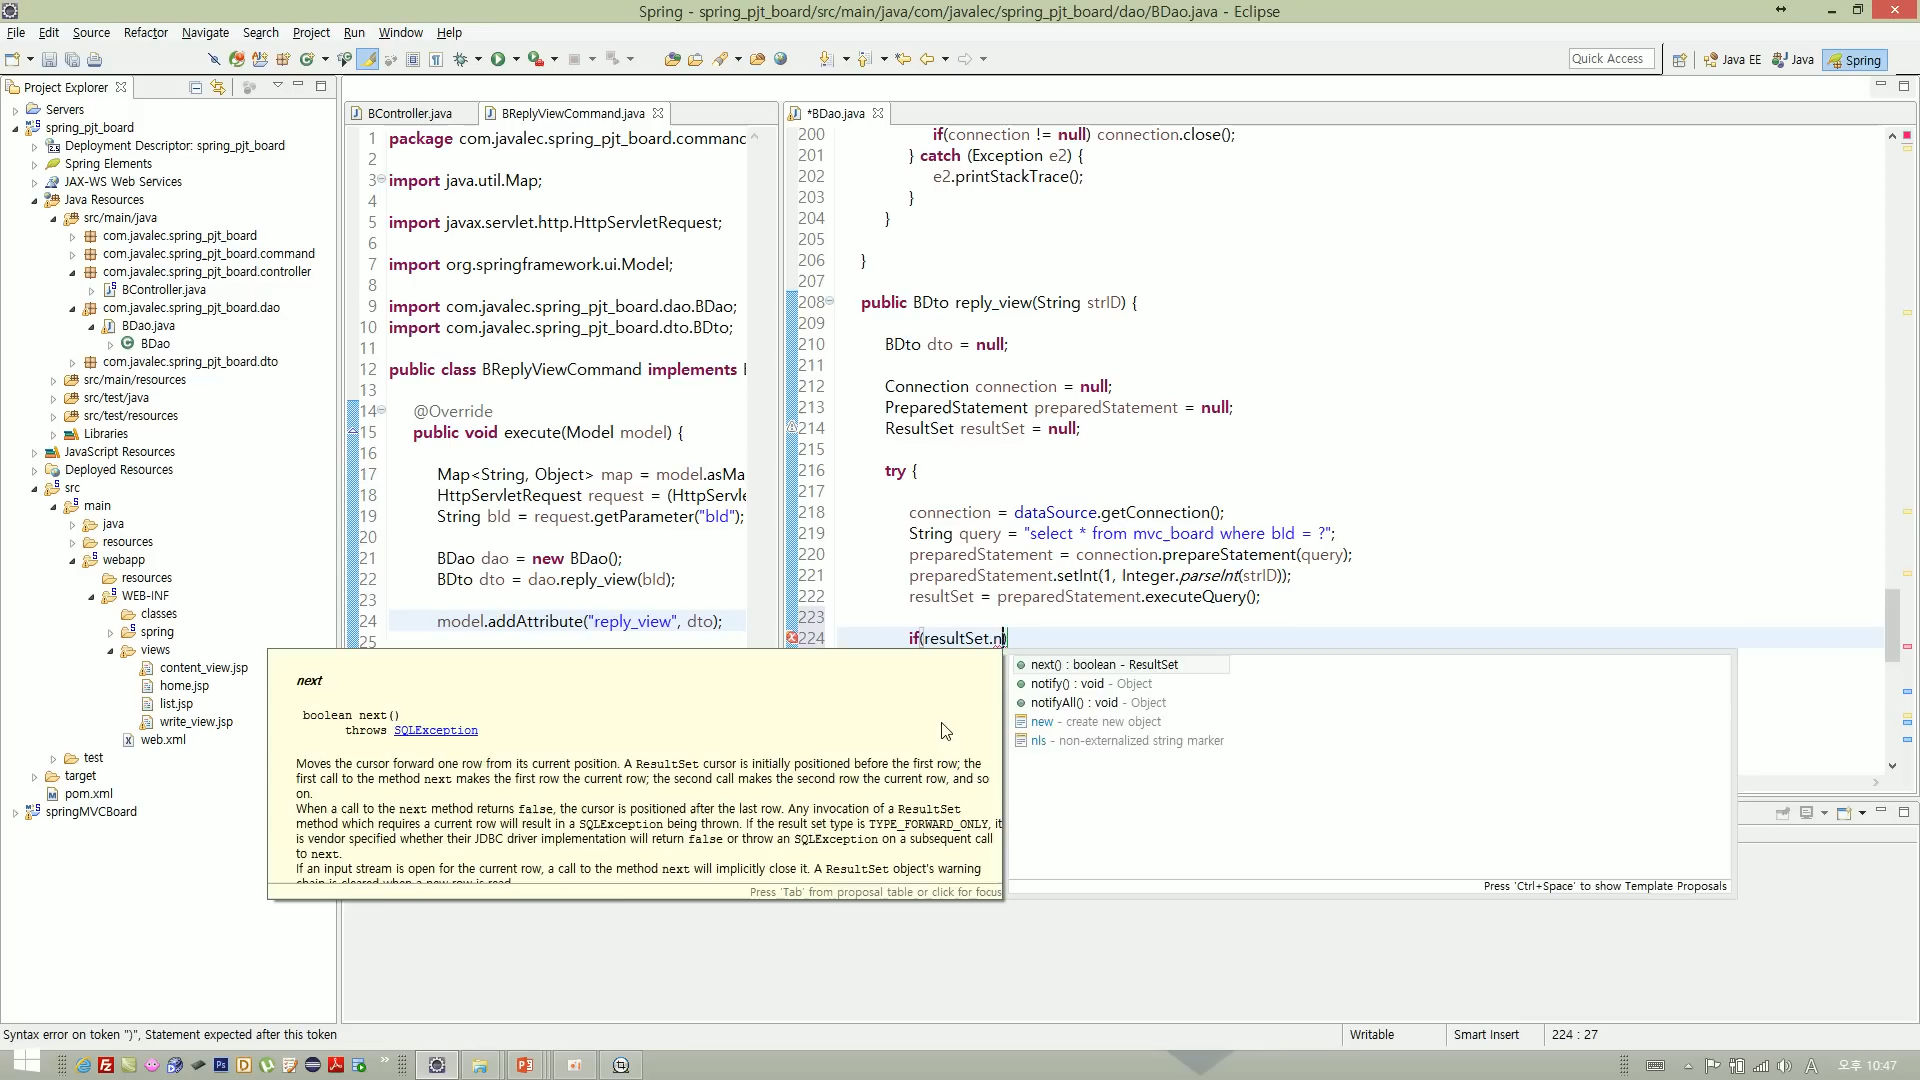 Spring - spring_pjt_board/src/main/java/com/javalec/spring_pjt_board/dao/BDao.java - Eclipse
File Edit Source Refactor Navigate Search Project Run Window Help
Quick Access
Java EE
Java
Spring
Project Explorer
Servers
spring_pjt_board
Deployment Descriptor: spring_pjt_board
Spring Elements
JAX-WS Web Services
Java Resources
src/main/java
com.javalec.spring_pjt_board
com.javalec.spring_pjt_board.command
com.javalec.spring_pjt_board.controller
BController.java
com.javalec.spring_pjt_board.dao
BDao.java
BDao
com.javalec.spring_pjt_board.dto
src/main/resources
src/test/java
src/test/resources
Libraries
JavaScript Resources
Deployed Resources
src
main
java
resources
webapp
resources
WEB-INF
classes
spring
views
content_view.jsp
home.jsp
list.jsp
write_view.jsp
web.xml
test
target
pom.xml
springMVCBoard
BController.java
BReplyViewCommand.java
1 package com.javalec.spring_pjt_board.command
2
3 import java.util.Map;
4
5 import javax.servlet.http.HttpServletRequest;
6
7 import org.springframework.ui.Model;
8
9 import com.javalec.spring_pjt_board.dao.BDao;
10 import com.javalec.spring_pjt_board.dto.BDto;
11
12 public class BReplyViewCommand implements
13
14 @Override
15 public void execute(Model model) {
16
17 Map<String, Object> map = model.asMa
18 HttpServletRequest request = (HttpServle
19 String bId = request.getParameter("bId");
20
21 BDao dao = new BDao();
22 BDto dto = dao.reply_view(bId);
23
24 model.addAttribute("reply_view", dto);
25
*BDao.java
200 if(connection != null) connection.close();
201 } catch (Exception e2) {
202 e2.printStackTrace();
203 }
204 }
205
206 }
207
208 public BDto reply_view(String strID) {
209
210 BDto dto = null;
211
212 Connection connection = null;
213 PreparedStatement preparedStatement = null;
214 ResultSet resultSet = null;
215
216 try {
217
218 connection = dataSource.getConnection();
219 String query = "select * from mvc_board where bId = ?";
220 preparedStatement = connection.prepareStatement(query);
221 preparedStatement.setInt(1, Integer.parseInt(strID));
222 resultSet = preparedStatement.executeQuery();
223
224 if(resultSet.n)
next
boolean next()
throws SQLException
Moves the cursor forward one row from its current position. A ResultSet cursor is initially positioned before the first row; the
first call to the method next makes the first row the current row; the second call makes the second row the current row, and so
on.
When a call to the next method returns false, the cursor is positioned after the last row. Any invocation of a ResultSet
method which requires a current row will result in a SQLException being thrown. If the result set type is TYPE_FORWARD_ONLY, it
is vendor specified whether their JDBC driver implementation will return false or throw an SQLException on a subsequent call
to next.
If an input stream is open for the current row, a call to the method next will implicitly close it. A ResultSet object's warning
chain is cleared when a new row is read.
Press 'Tab' from proposal table or click for focus
next() : boolean - ResultSet
notify() : void - Object
notifyAll() : void - Object
new - create new object
nls - non-externalized string marker
Press 'Ctrl+Space' to show Template Proposals
Syntax error on token ")", Statement expected after this token
Writable
Smart Insert
224 : 27
A
오후 10:47